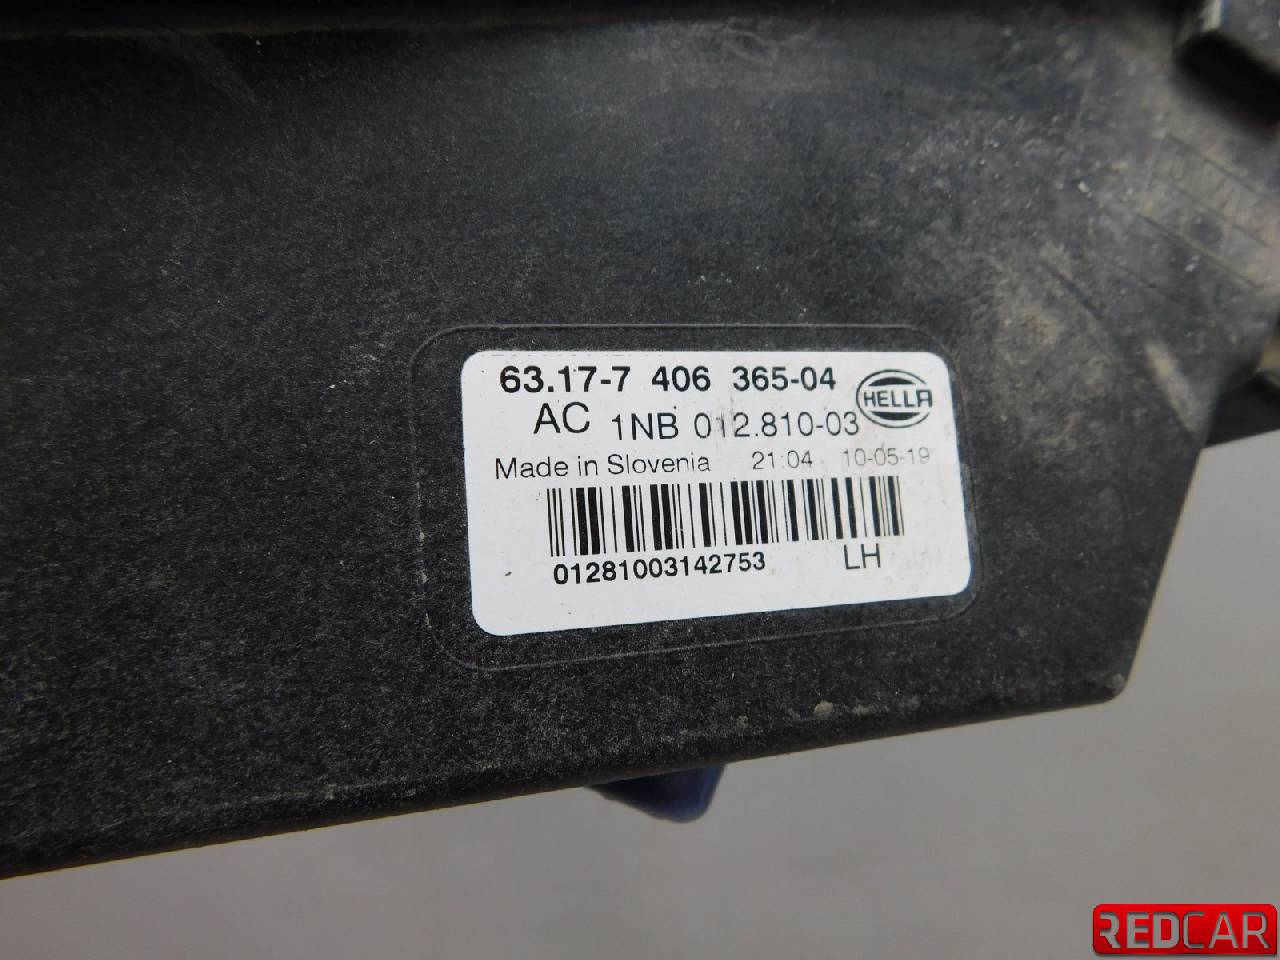 63.17-7 406 365-04
HELLA
AC 1NB 012.810-03
Made in Slovenia 21:04 10-05-19
01281003142753 LH
REDCAR